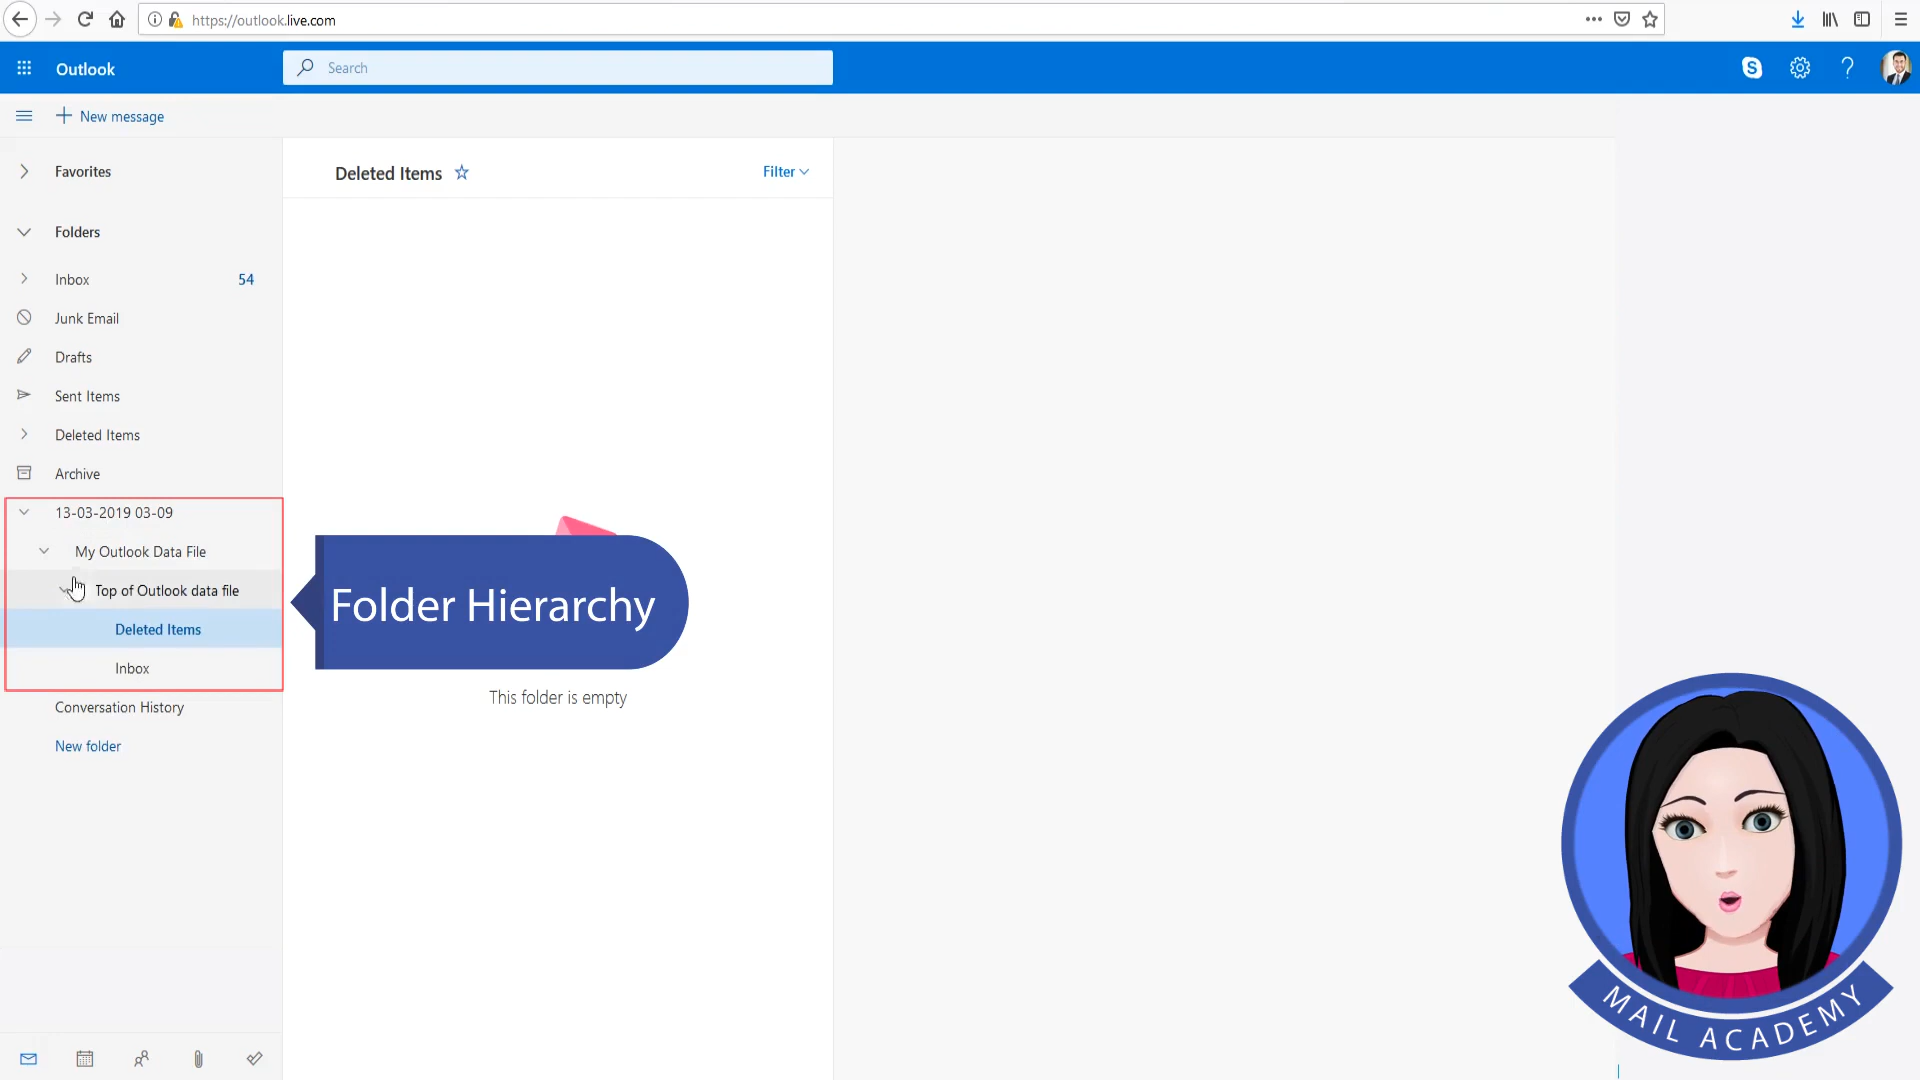 https://outlook.live.com
Outlook
Search
New message
Favorites
Folders
Inbox 54
Junk Email
Drafts
Sent Items
Deleted Items
Archive
13-03-2019 03-09
My Outlook Data File
Top of Outlook data file
Deleted Items
Inbox
Conversation History
New folder
Deleted Items
Filter
Folder Hierarchy
This folder is empty
MAIL ACADEMY